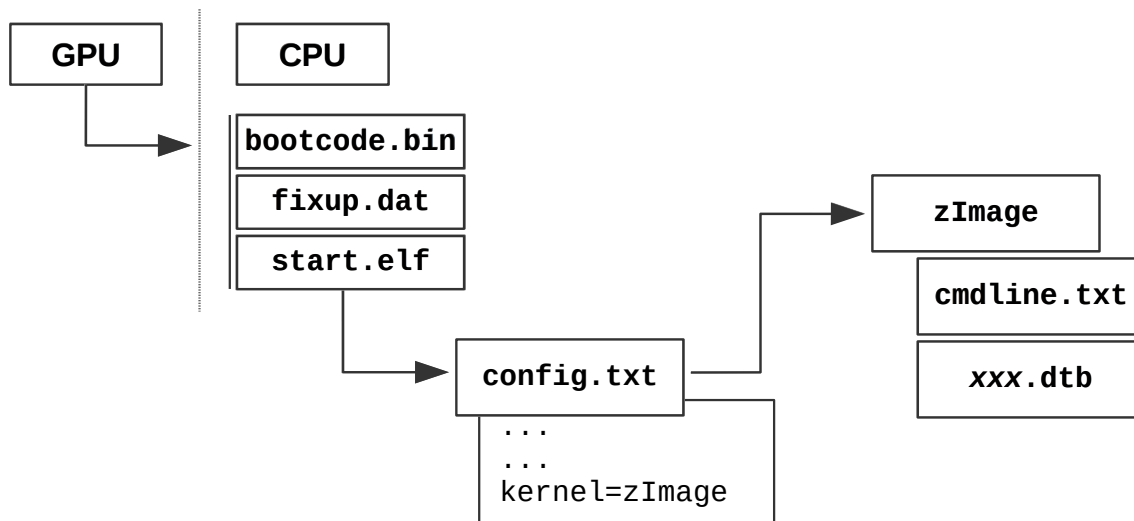 GPU
CPU
bootcode.bin
fixup.dat
start.elf
config.txt
...
...
kernel=zImage
zImage
cmdline.txt
xxx.dtb